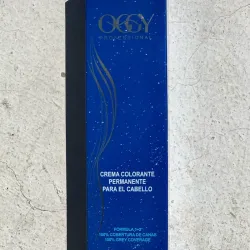 OGGY
PROFESSIONAL
CREMA COLORANTE
PERMANENTE
PARA EL CABELLO
100% COBERTURA DE CANAS
100% GREY COVERAGE